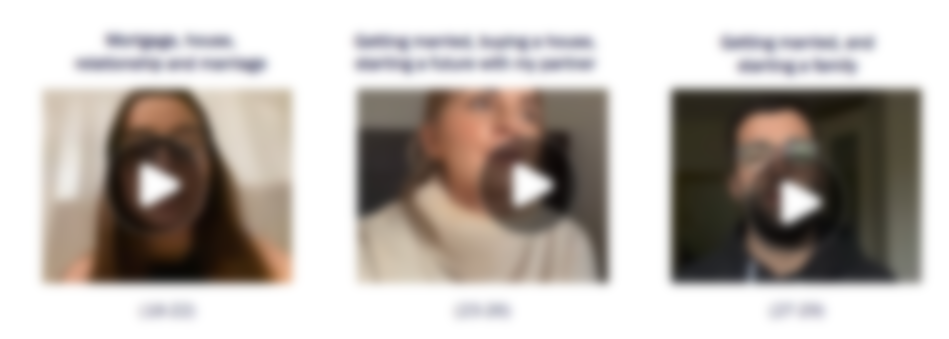 Mortgage, house,
relationship and marriage
Getting married, buying a house,
starting a future with my partner
Getting married, and
starting a family